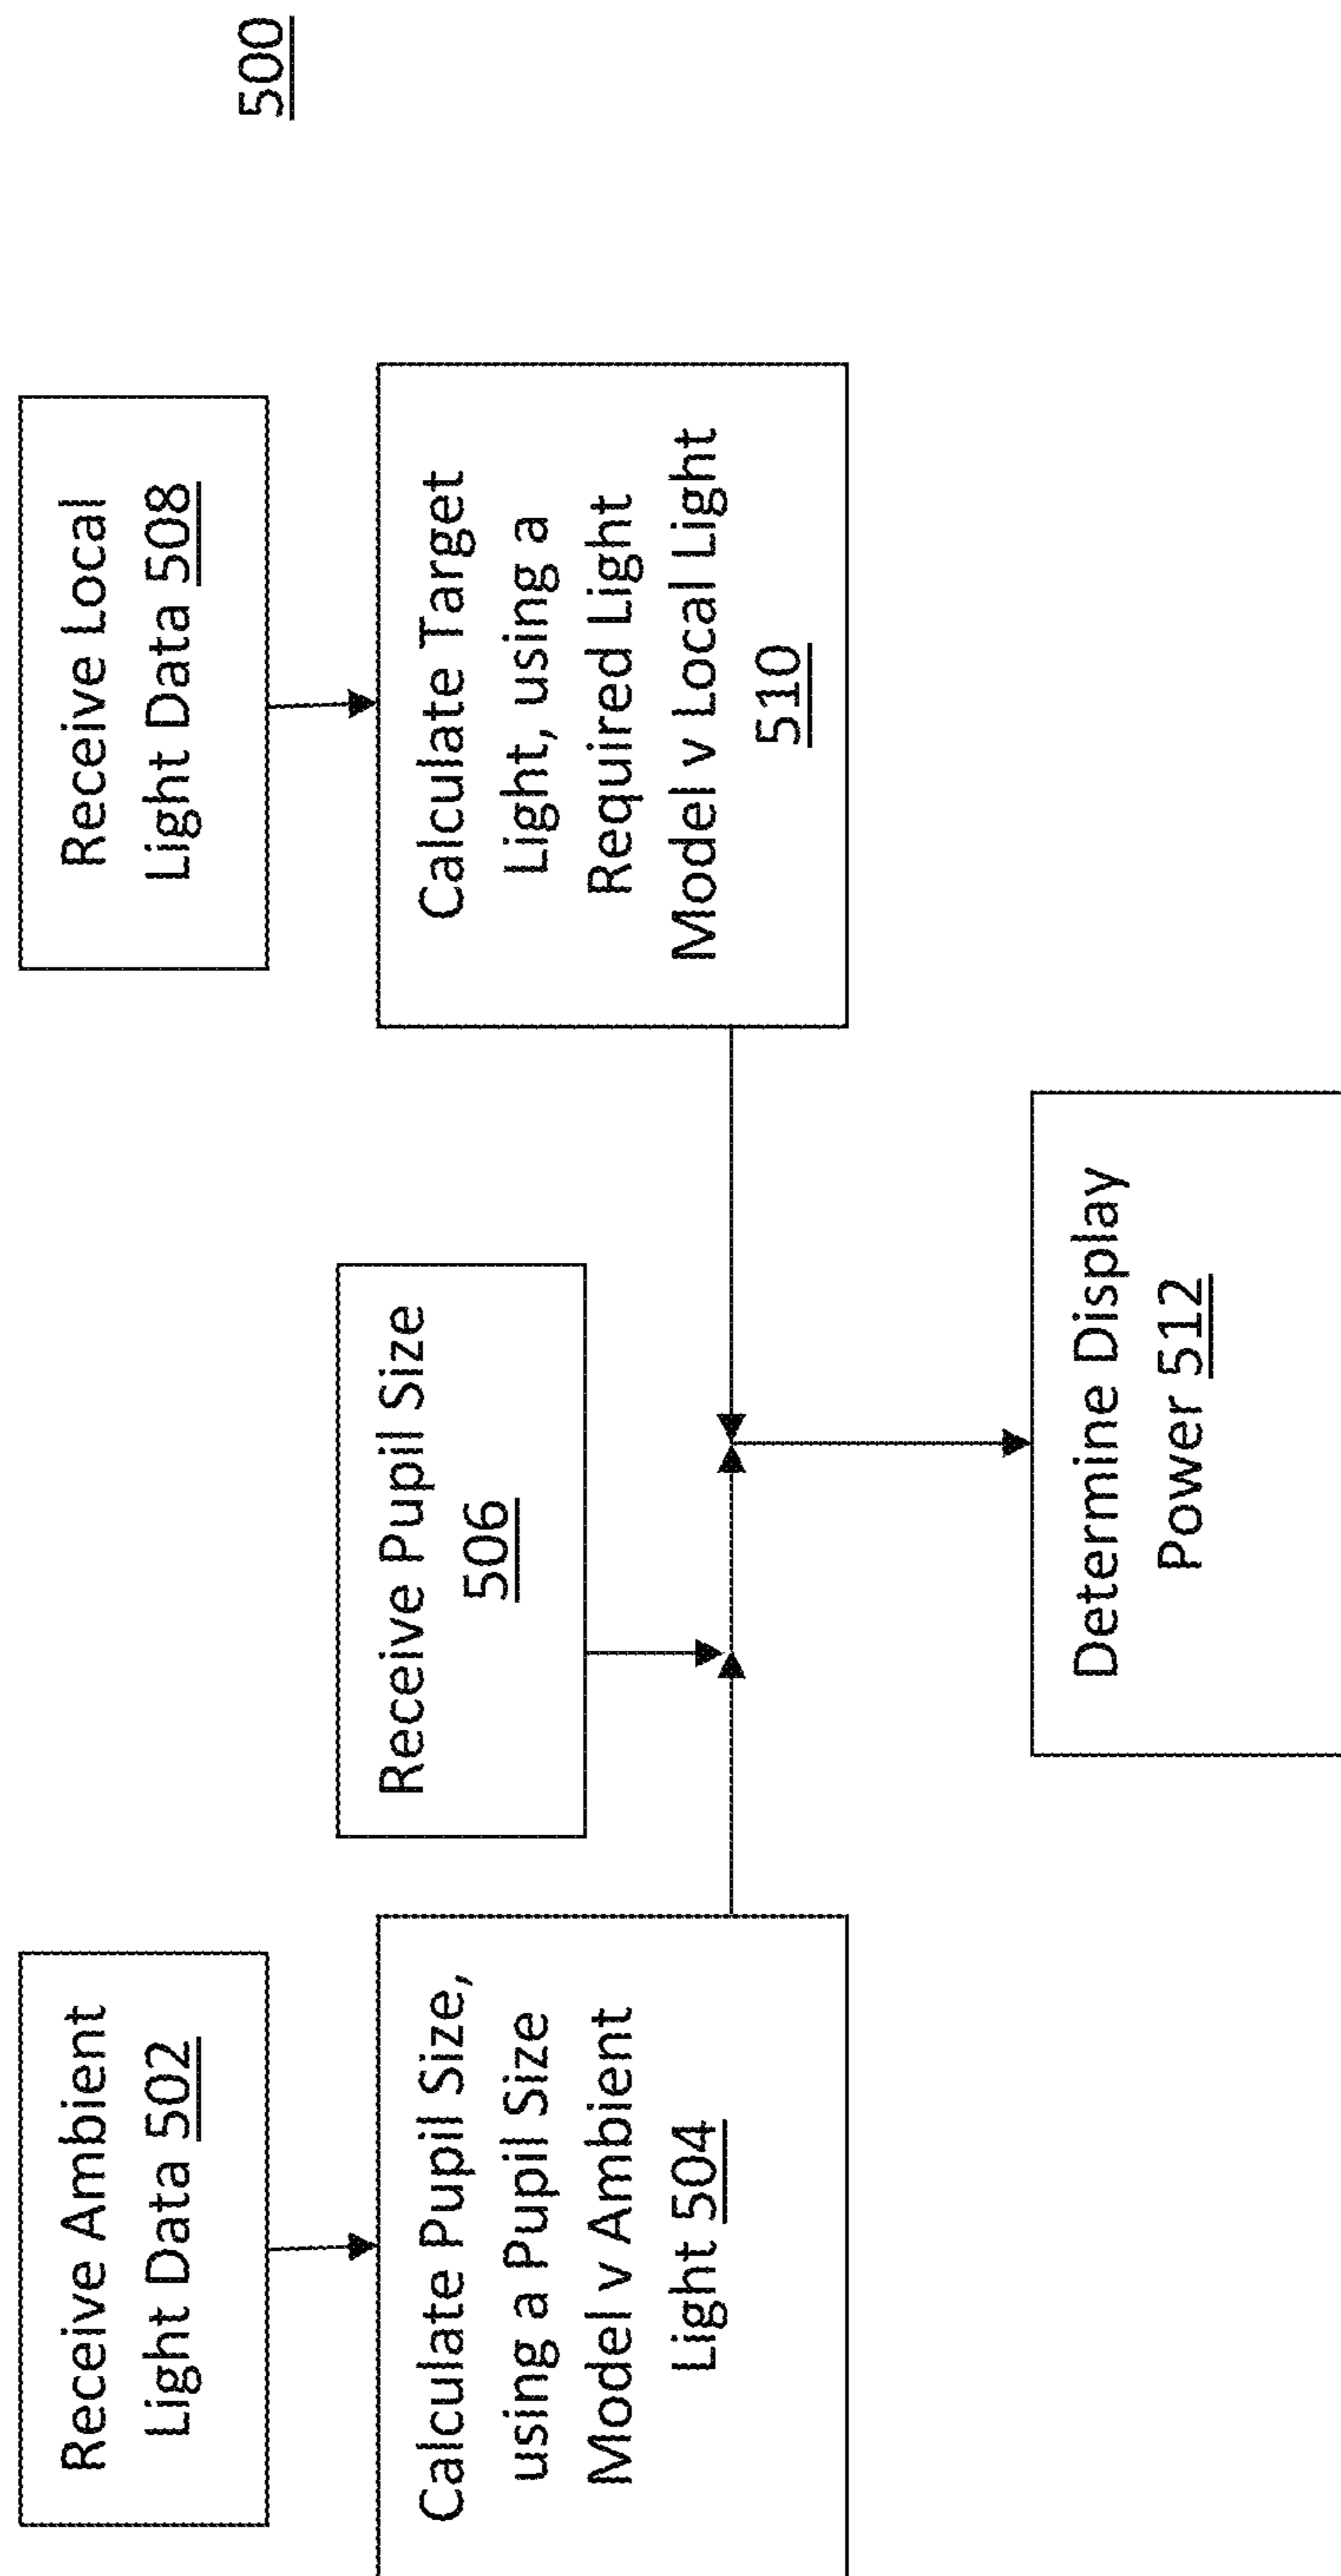 500
Receive Ambient
Light Data 502
Calculate Pupil Size,
using a Pupil Size
Model v Ambient
Light 504
Receive Pupil Size
506
Receive Local
Light Data 508
Calculate Target
Light, using a
Required Light
Model v Local Light
510
Determine Display
Power 512